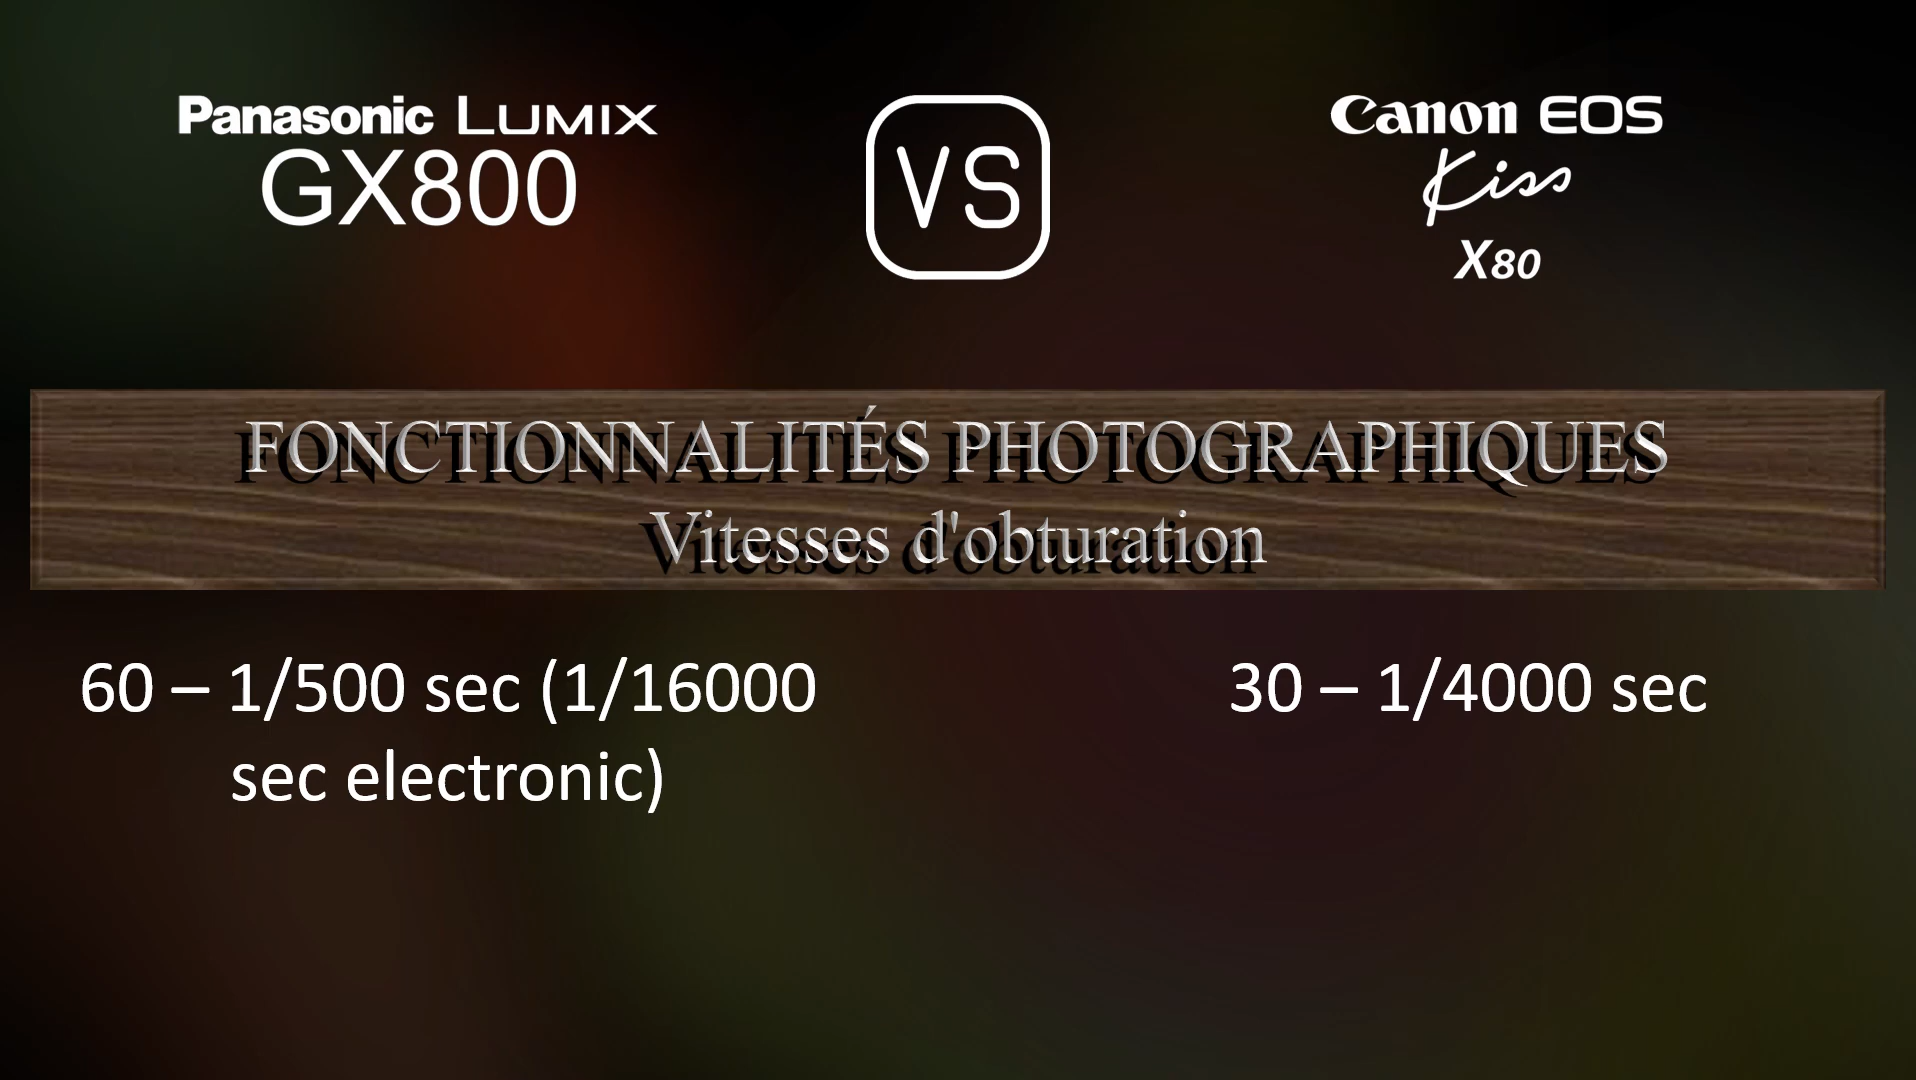 Panasonic LUMIX
GX800
VS
Canon EOS
Kiss
X80
FONCTIONNALITÉS PHOTOGRAPHIQUES
Vitesses d'obturation
60 – 1/500 sec (1/16000
sec electronic)
30 – 1/4000 sec